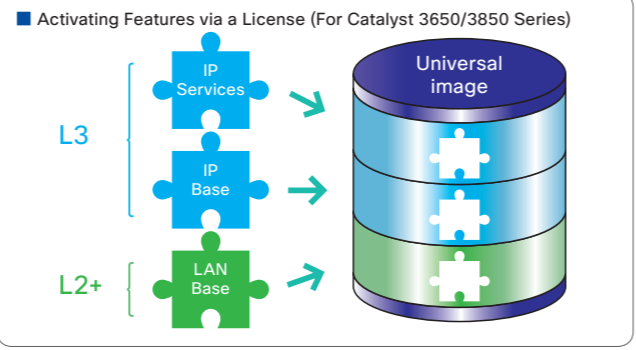 Activating Features via a License (For Catalyst 3650/3850 Series)
IP
Services
Universal
image
L3
IP
Base
L2+
LAN
Base